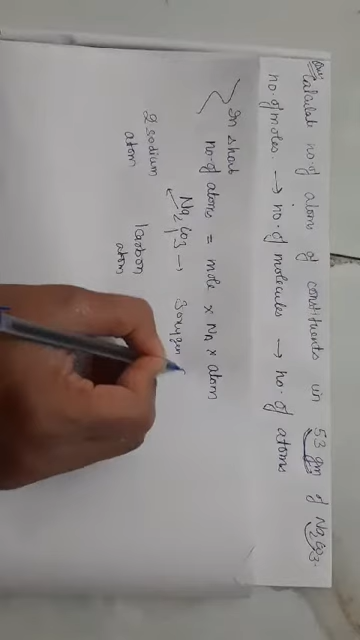 Que Calculate no. of atom of constituents in 53 gm of Na2CO3.
no. of moles. → no. of molecules → no. of atoms
In short
no. of atoms = mole × NA × atom
Na2CO3 → 3 oxygen
2 sodium atom
1 carbon atom